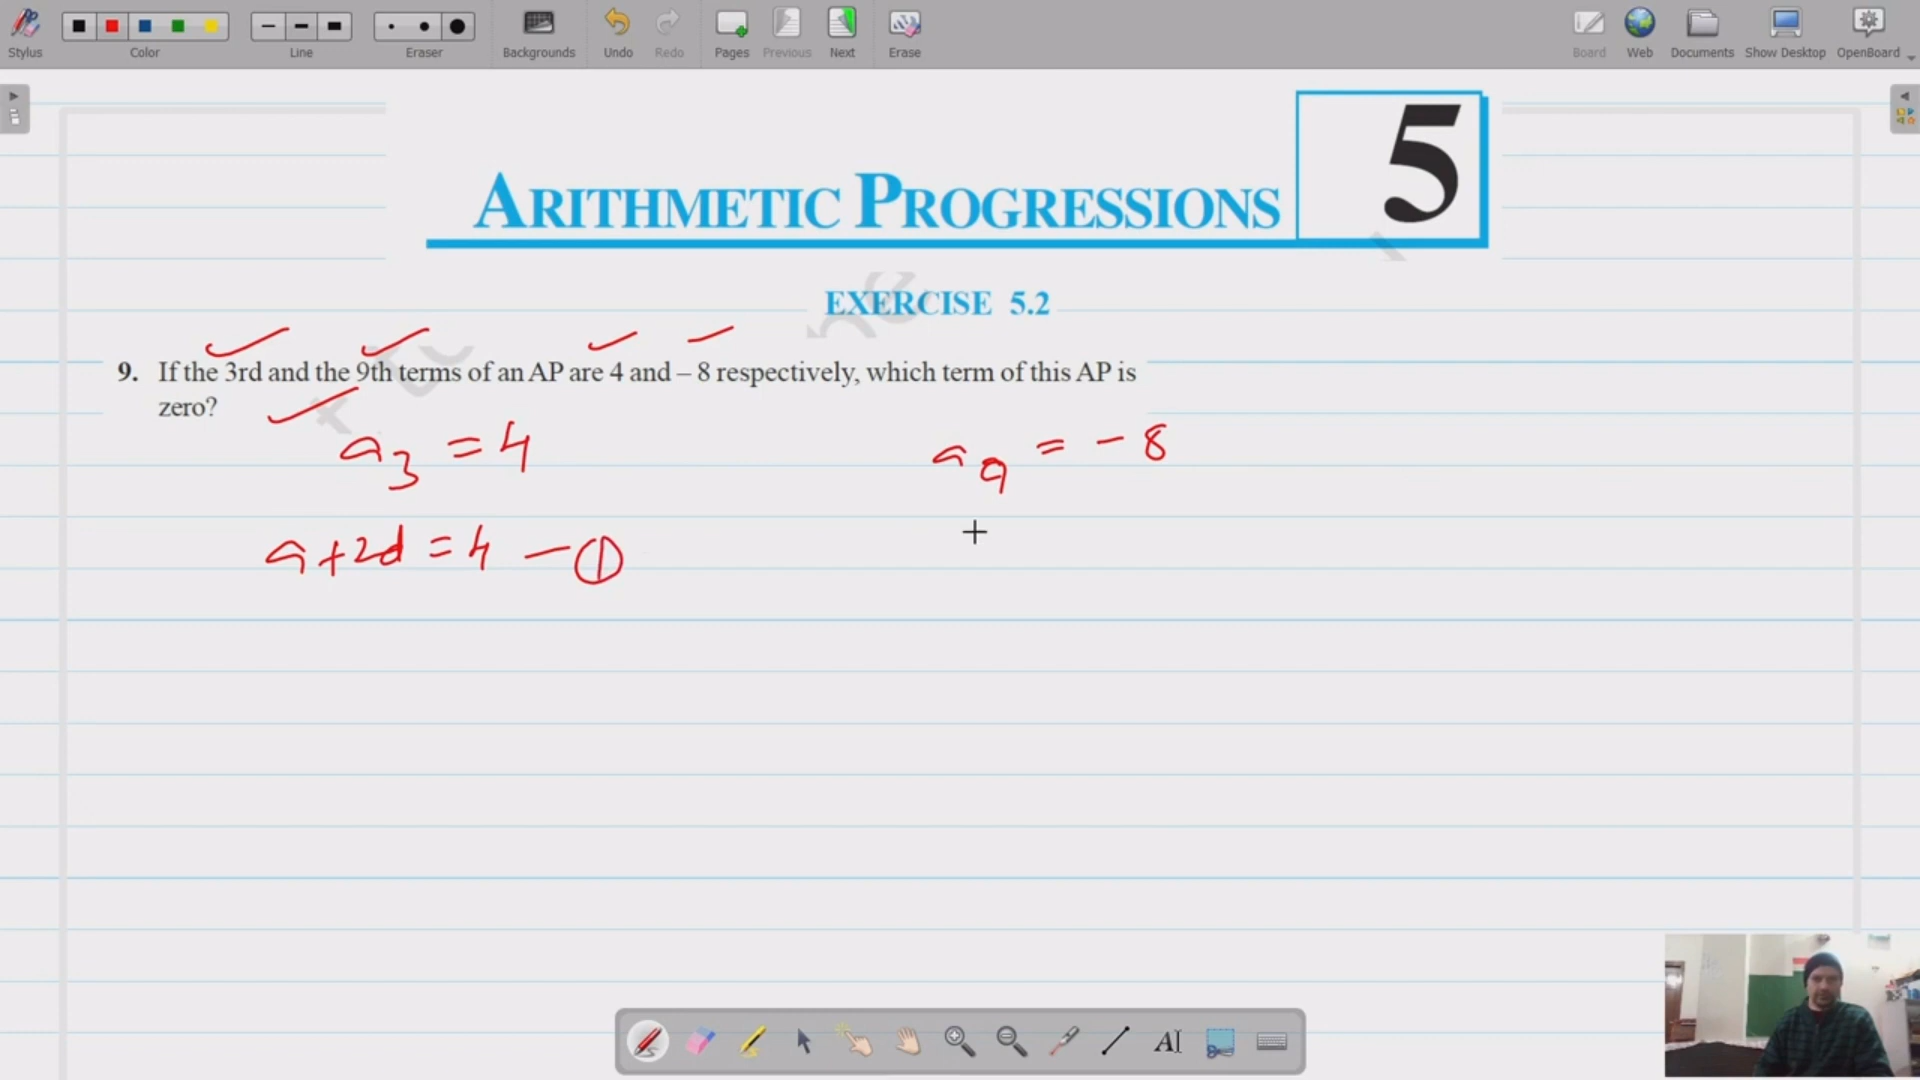 Stylus Color Line Eraser Backgrounds Undo Redo Pages Previous Next Erase Board Web Documents Show Desktop OpenBoard
ARITHMETIC PROGRESSIONS 5
EXERCISE 5.2
9. If the 3rd and the 9th terms of an AP are 4 and – 8 respectively, which term of this AP is
zero?
a₃ = 4
a₉ = - 8
a+2d = 4 — ①
AI